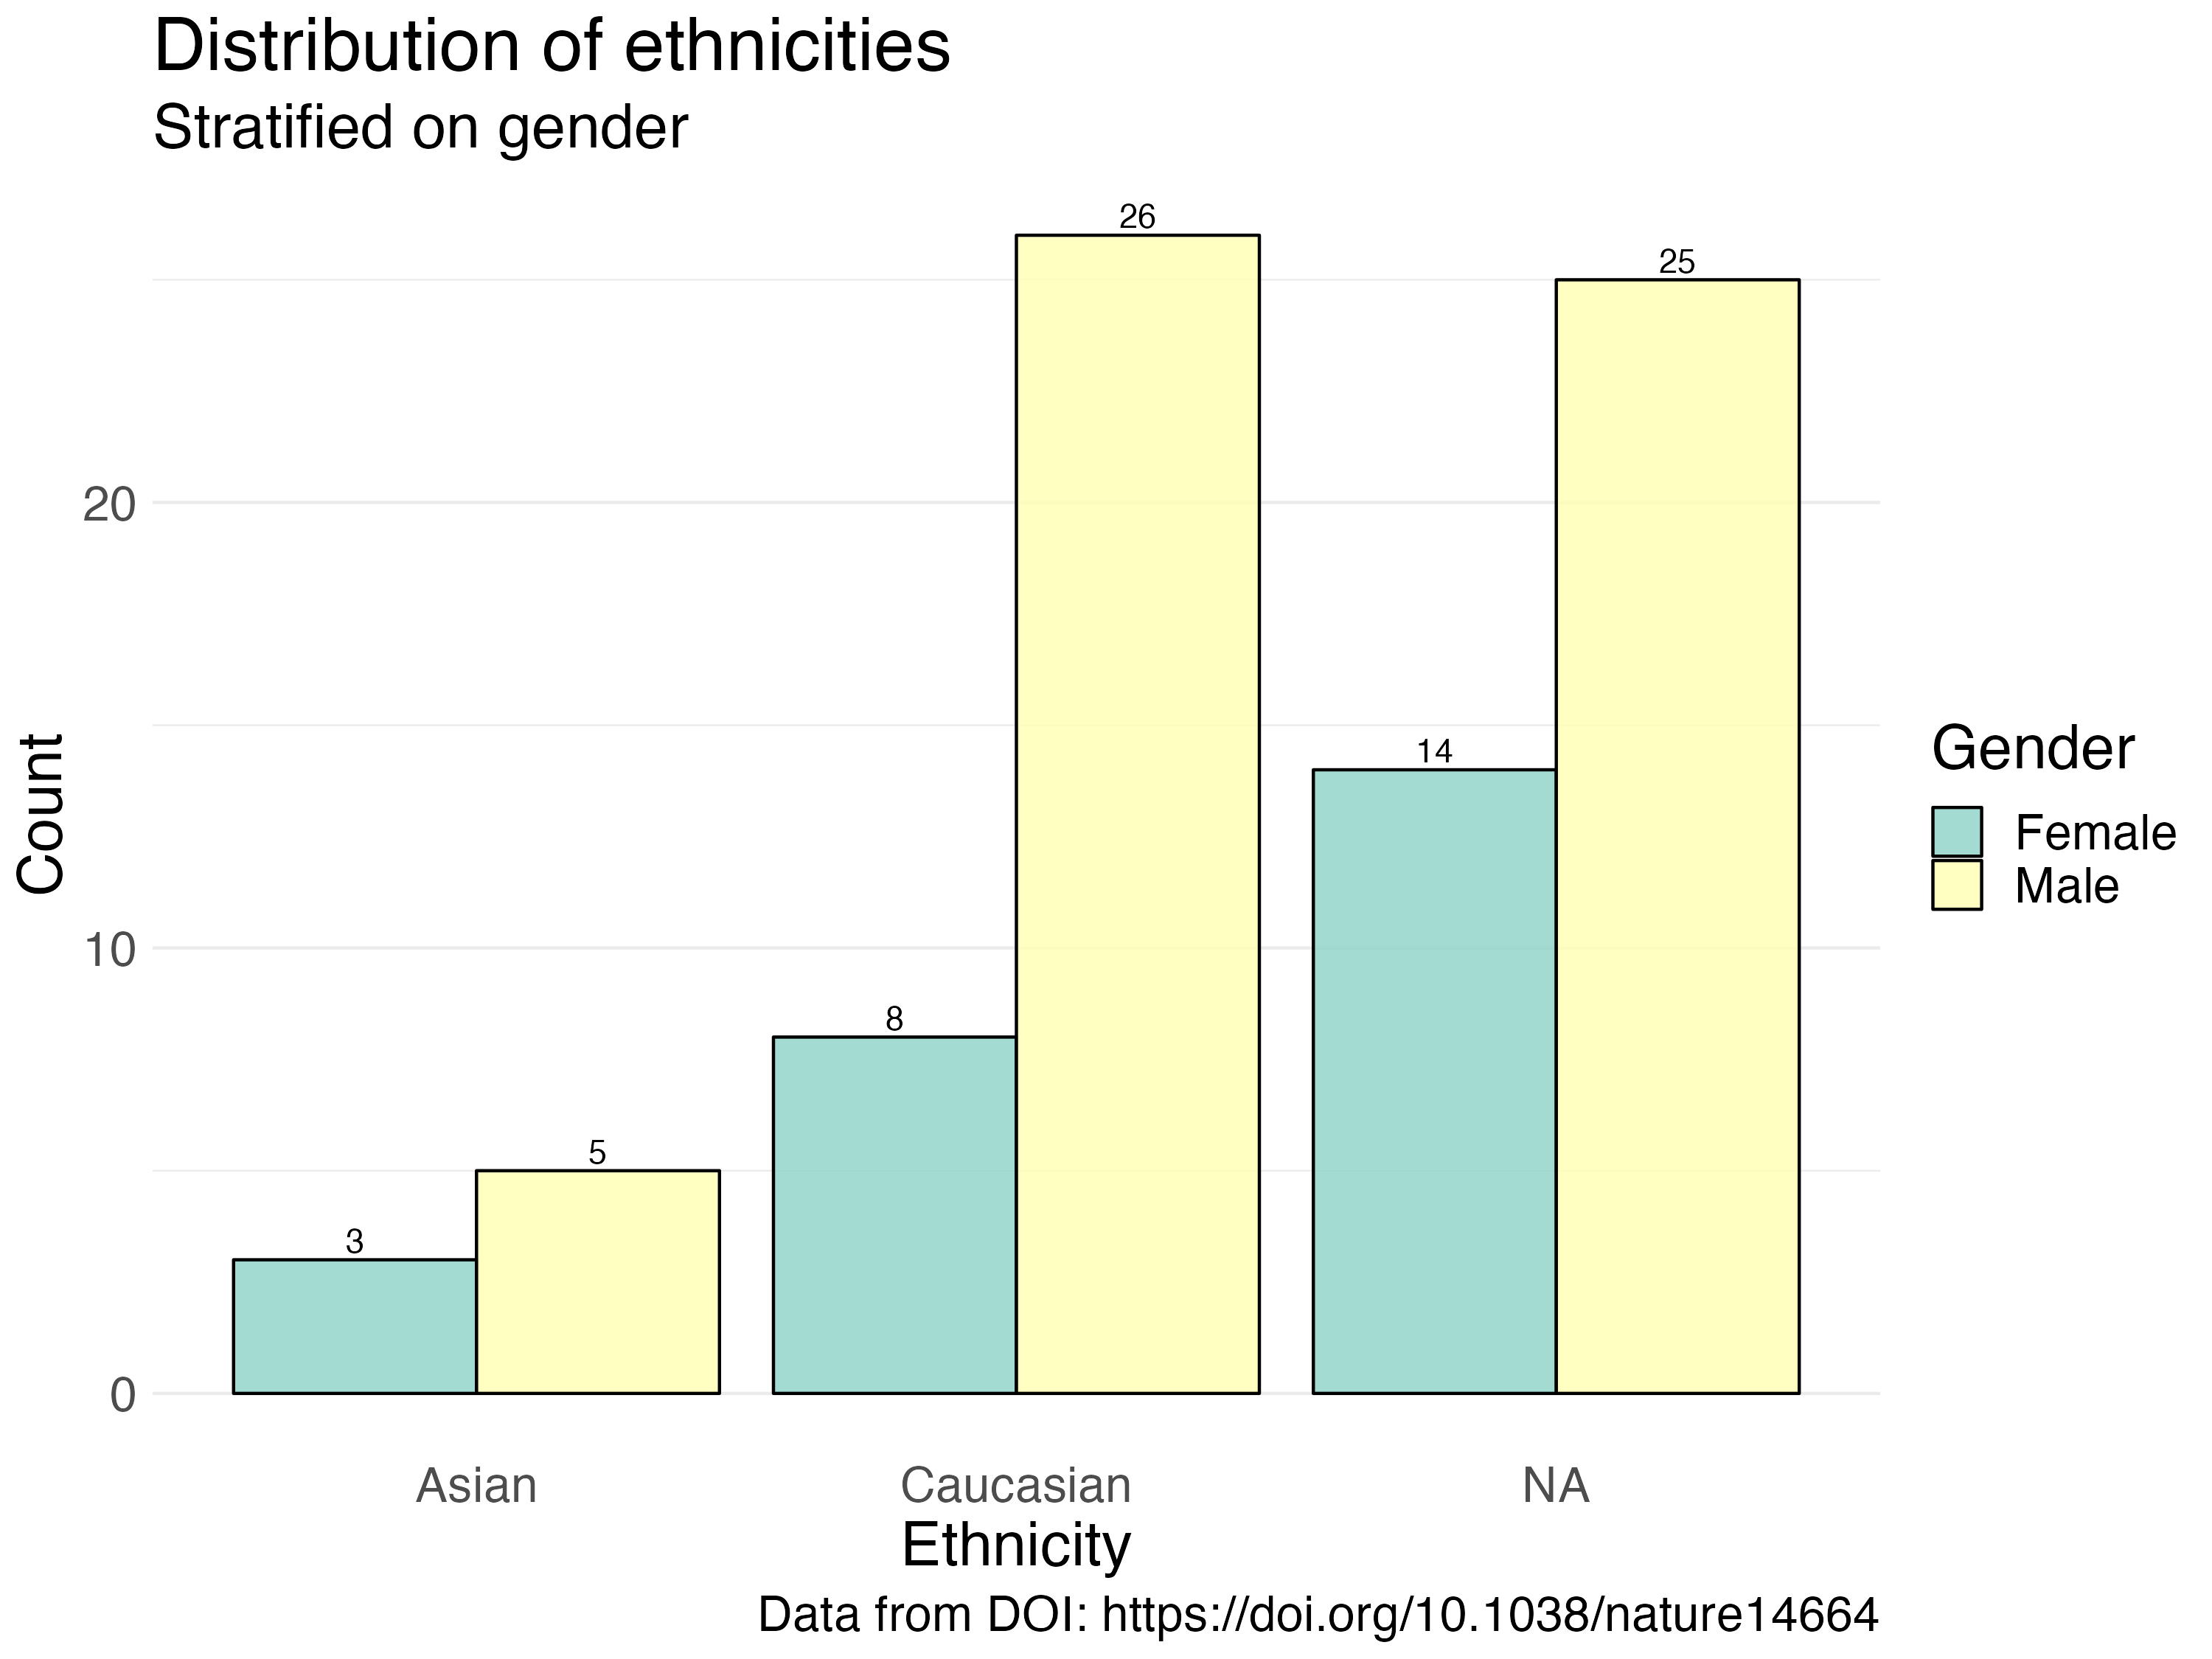 Distribution of ethnicities
Stratified on gender
26
25
20
14
10
8
5
3
0
Count
Gender
Female
Male
Asian
Caucasian
NA
Ethnicity
Data from DOI: https://doi.org/10.1038/nature14664